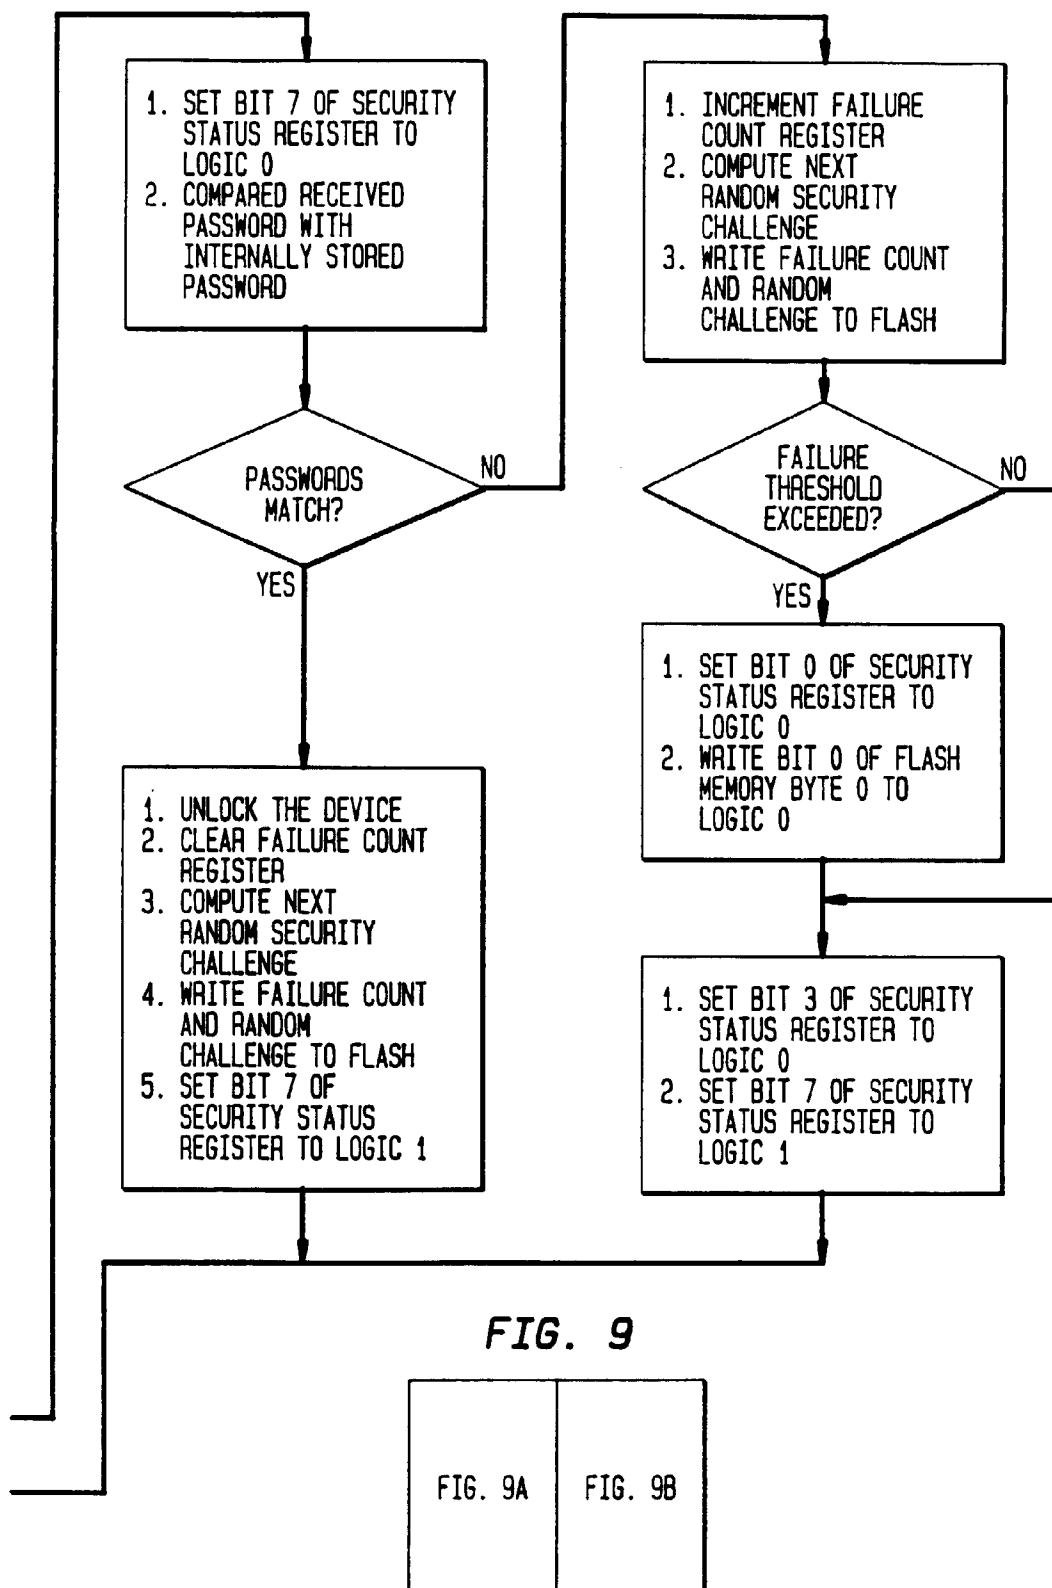 1. SET BIT 7 OF SECURITY
STATUS REGISTER TO
LOGIC 0
2. COMPARED RECEIVED
PASSWORD WITH
INTERNALLY STORED
PASSWORD
PASSWORDS
MATCH?
NO
YES
1. UNLOCK THE DEVICE
2. CLEAR FAILURE COUNT
REGISTER
3. COMPUTE NEXT
RANDOM SECURITY
CHALLENGE
4. WRITE FAILURE COUNT
AND RANDOM
CHALLENGE TO FLASH
5. SET BIT 7 OF
SECURITY STATUS
REGISTER TO LOGIC 1
1. INCREMENT FAILURE
COUNT REGISTER
2. COMPUTE NEXT
RANDOM SECURITY
CHALLENGE
3. WRITE FAILURE COUNT
AND RANDOM
CHALLENGE TO FLASH
FAILURE
THRESHOLD
EXCEEDED?
NO
YES
1. SET BIT 0 OF SECURITY
STATUS REGISTER TO
LOGIC 0
2. WRITE BIT 0 OF FLASH
MEMORY BYTE 0 TO
LOGIC 0
1. SET BIT 3 OF SECURITY
STATUS REGISTER TO
LOGIC 0
2. SET BIT 7 OF SECURITY
STATUS REGISTER TO
LOGIC 1
FIG. 9
FIG. 9A
FIG. 9B